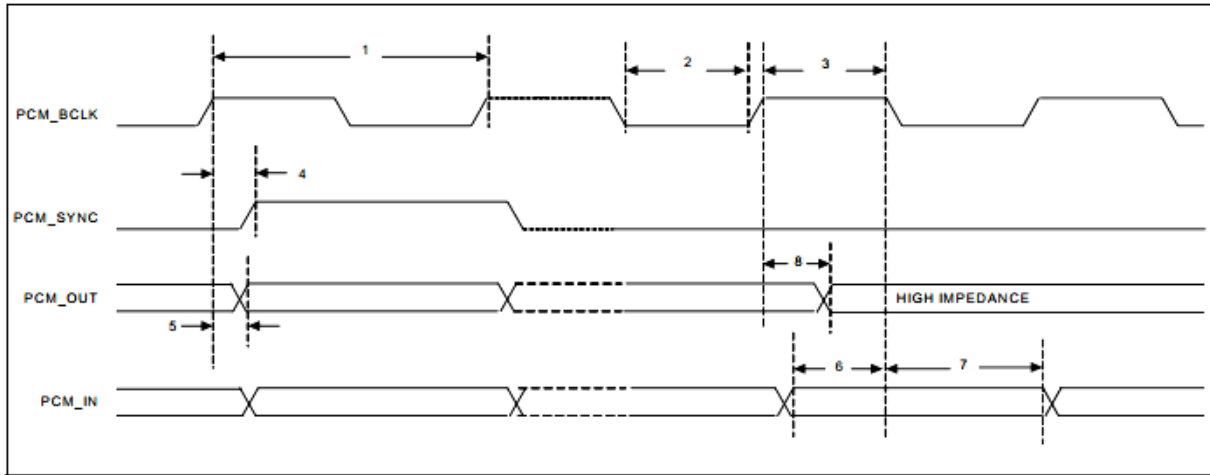 1
2
3
PCM_BCLK
4
PCM_SYNC
8
PCM_OUT
HIGH IMPEDANCE
5
6
7
PCM_IN